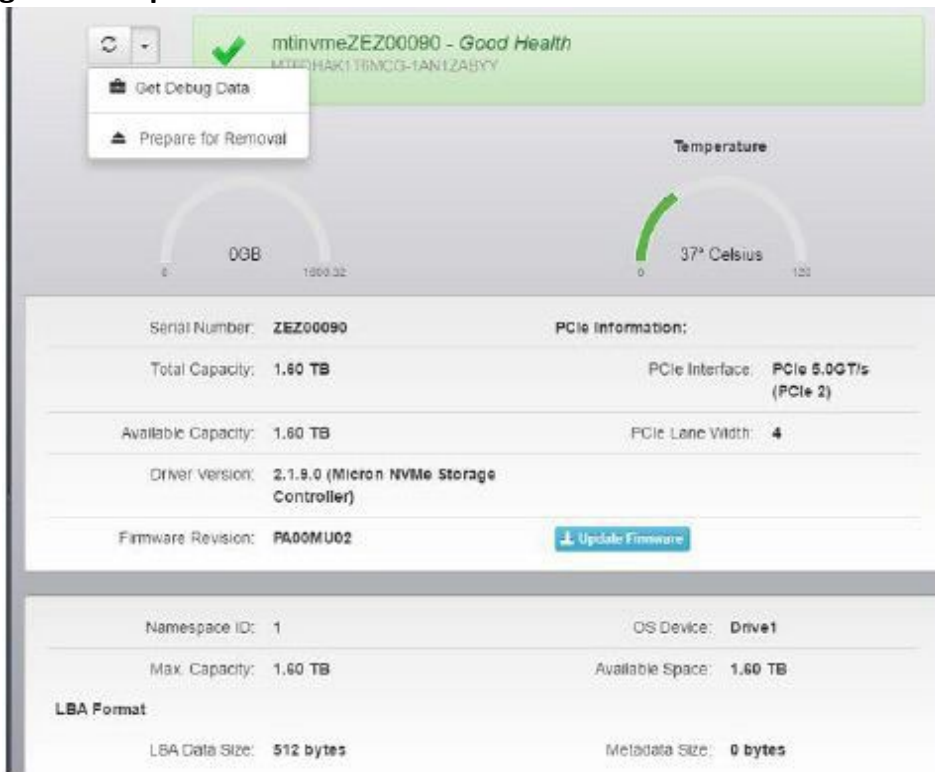 mtinvmeZEZ00090 - Good Health
Get Debug Data
Prepare for Removal
Temperature
0GB
0
1600.32
37° Celsius
0
120
Serial Number: ZEZ00090
PCIe Information:
Total Capacity: 1.60 TB
PCIe Interface: PCIe 5.0GT/s
(PCIe 2)
Available Capacity: 1.60 TB
PCIe Lane Width: 4
Driver Version: 2.1.9.0 (Micron NVMe Storage
Controller)
Firmware Revision: PA00MU02
Update Firmware
Namespace ID: 1
OS Device: Drive1
Max. Capacity: 1.60 TB
Available Space: 1.60 TB
LBA Format
LBA Data Size: 512 bytes
Metadata Size: 0 bytes